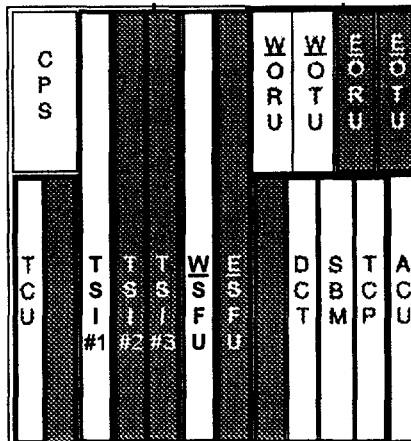 CPS
WORU
WOTU
EORU
EOTU
TCU
TSI #1
TSI #2
TSI #3
WSFU
ESFU
DCT
SBM
TCP
ACU